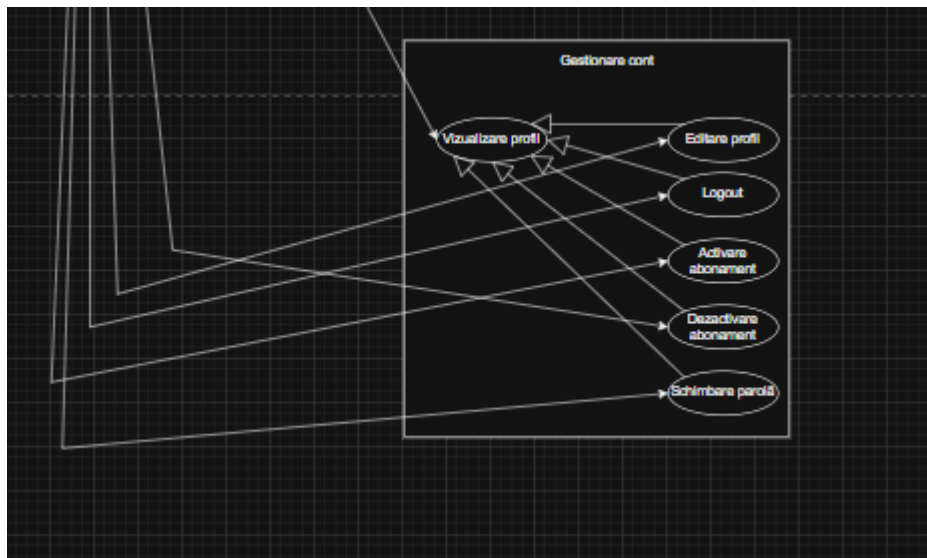 Gestionare cont
Vizualizare profil
Editare profil
Logout
Activare
abonament
Dezactivare
abonament
Schimbare parolă